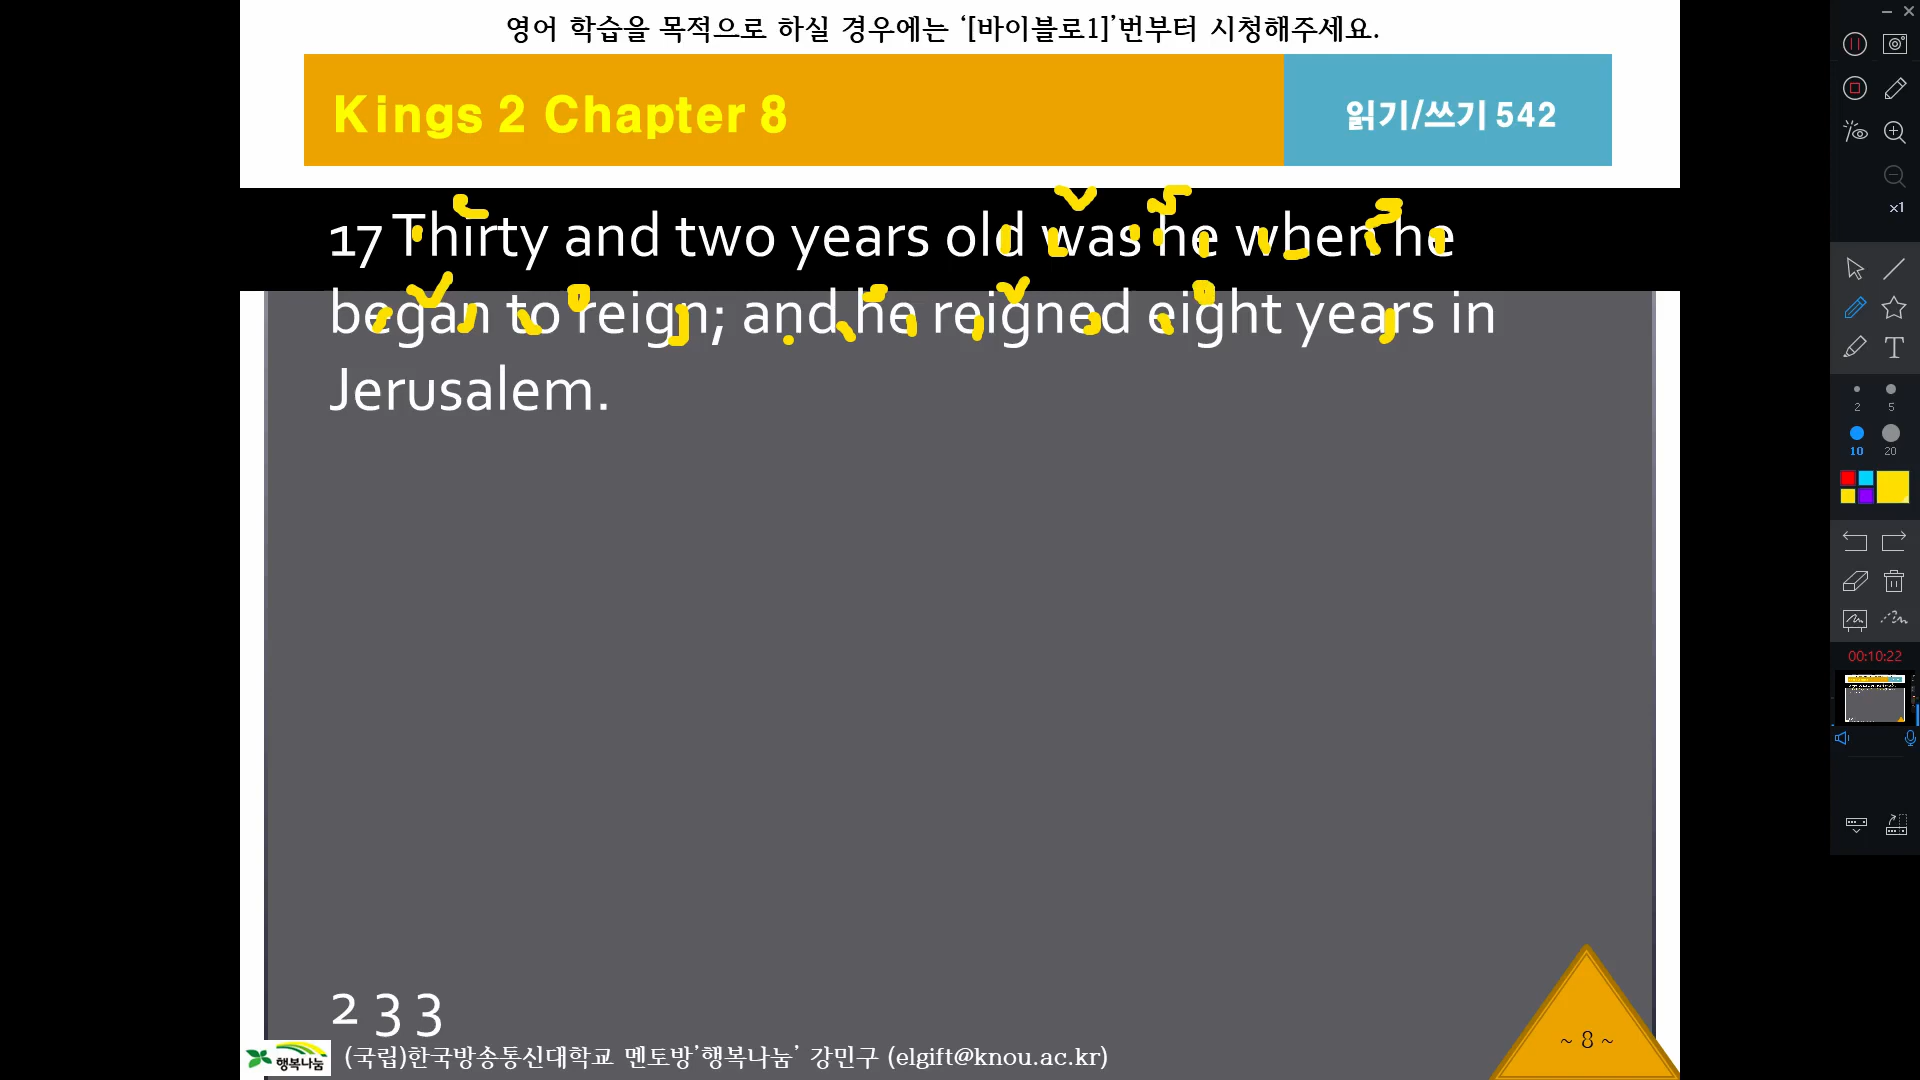 영어 학습을 목적으로 하실 경우에는 ‘[바이블로1]’번부터 시청해주세요.
Kings 2 Chapter 8
읽기/쓰기 542
17 Thirty and two years old was he when he
began to reign; and he reigned eight years in
Jerusalem.
2 3 3
~ 8 ~
행복나눔
(국립)한국방송통신대학교 멘토방’행복나눔’ 강민구 (elgift@knou.ac.kr)
x1
T
2 5
10 20
00:10:22